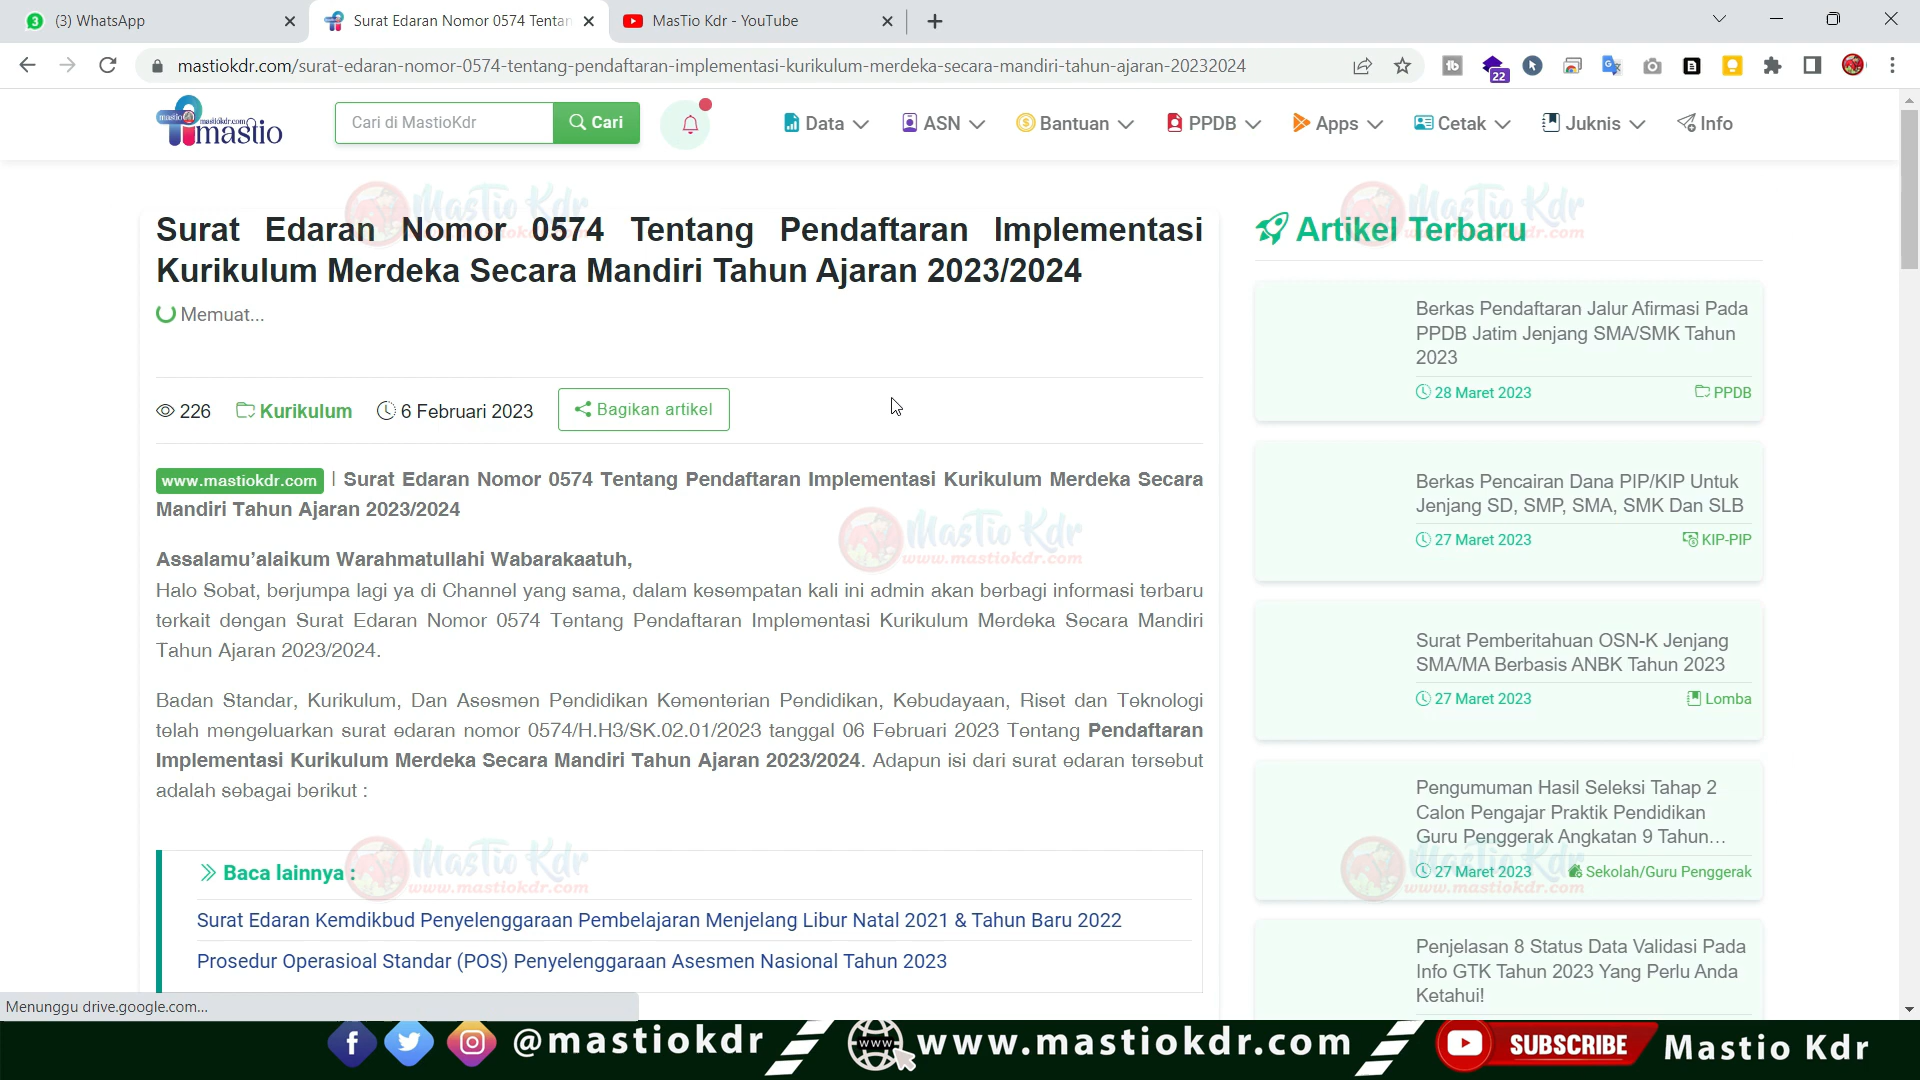 (3) WhatsApp
Surat Edaran Nomor 0574 Tentan
MasTio Kdr - YouTube
mastiokdr.com/surat-edaran-nomor-0574-tentang-pendaftaran-implementasi-kurikulum-merdeka-secara-mandiri-tahun-ajaran-20232024
22
mastio
Cari di MastioKdr
Cari
Data
ASN
Bantuan
PPDB
Apps
Cetak
Juknis
Info
Surat Edaran Nomor 0574 Tentang Pendaftaran Implementasi
Kurikulum Merdeka Secara Mandiri Tahun Ajaran 2023/2024
Memuat...
226
Kurikulum
6 Februari 2023
Bagikan artikel
www.mastiokdr.com | Surat Edaran Nomor 0574 Tentang Pendaftaran Implementasi Kurikulum Merdeka Secara
Mandiri Tahun Ajaran 2023/2024
MasTio Kdr
www.mastiokdr.com
Assalamu’alaikum Warahmatullahi Wabarakaatuh,
Halo Sobat, berjumpa lagi ya di Channel yang sama, dalam kesempatan kali ini admin akan berbagi informasi terbaru
terkait dengan Surat Edaran Nomor 0574 Tentang Pendaftaran Implementasi Kurikulum Merdeka Secara Mandiri
Tahun Ajaran 2023/2024.
Badan Standar, Kurikulum, Dan Asesmen Pendidikan Kementerian Pendidikan, Kebudayaan, Riset dan Teknologi
telah mengeluarkan surat edaran nomor 0574/H.H3/SK.02.01/2023 tanggal 06 Februari 2023 Tentang Pendaftaran
Implementasi Kurikulum Merdeka Secara Mandiri Tahun Ajaran 2023/2024. Adapun isi dari surat edaran tersebut
adalah sebagai berikut :
Baca lainnya :
MasTio Kdr
www.mastiokdr.com
Surat Edaran Kemdikbud Penyelenggaraan Pembelajaran Menjelang Libur Natal 2021 & Tahun Baru 2022
Prosedur Operasioal Standar (POS) Penyelenggaraan Asesmen Nasional Tahun 2023
Artikel Terbaru
Berkas Pendaftaran Jalur Afirmasi Pada
PPDB Jatim Jenjang SMA/SMK Tahun
2023
28 Maret 2023
PPDB
Berkas Pencairan Dana PIP/KIP Untuk
Jenjang SD, SMP, SMA, SMK Dan SLB
27 Maret 2023
KIP-PIP
Surat Pemberitahuan OSN-K Jenjang
SMA/MA Berbasis ANBK Tahun 2023
27 Maret 2023
Lomba
Pengumuman Hasil Seleksi Tahap 2
Calon Pengajar Praktik Pendidikan
Guru Penggerak Angkatan 9 Tahun...
27 Maret 2023
Sekolah/Guru Penggerak
Penjelasan 8 Status Data Validasi Pada
Info GTK Tahun 2023 Yang Perlu Anda
Ketahui!
Menunggu drive.google.com...
@mastiokdr
WWW
www.mastiokdr.com
SUBSCRIBE
Mastio Kdr